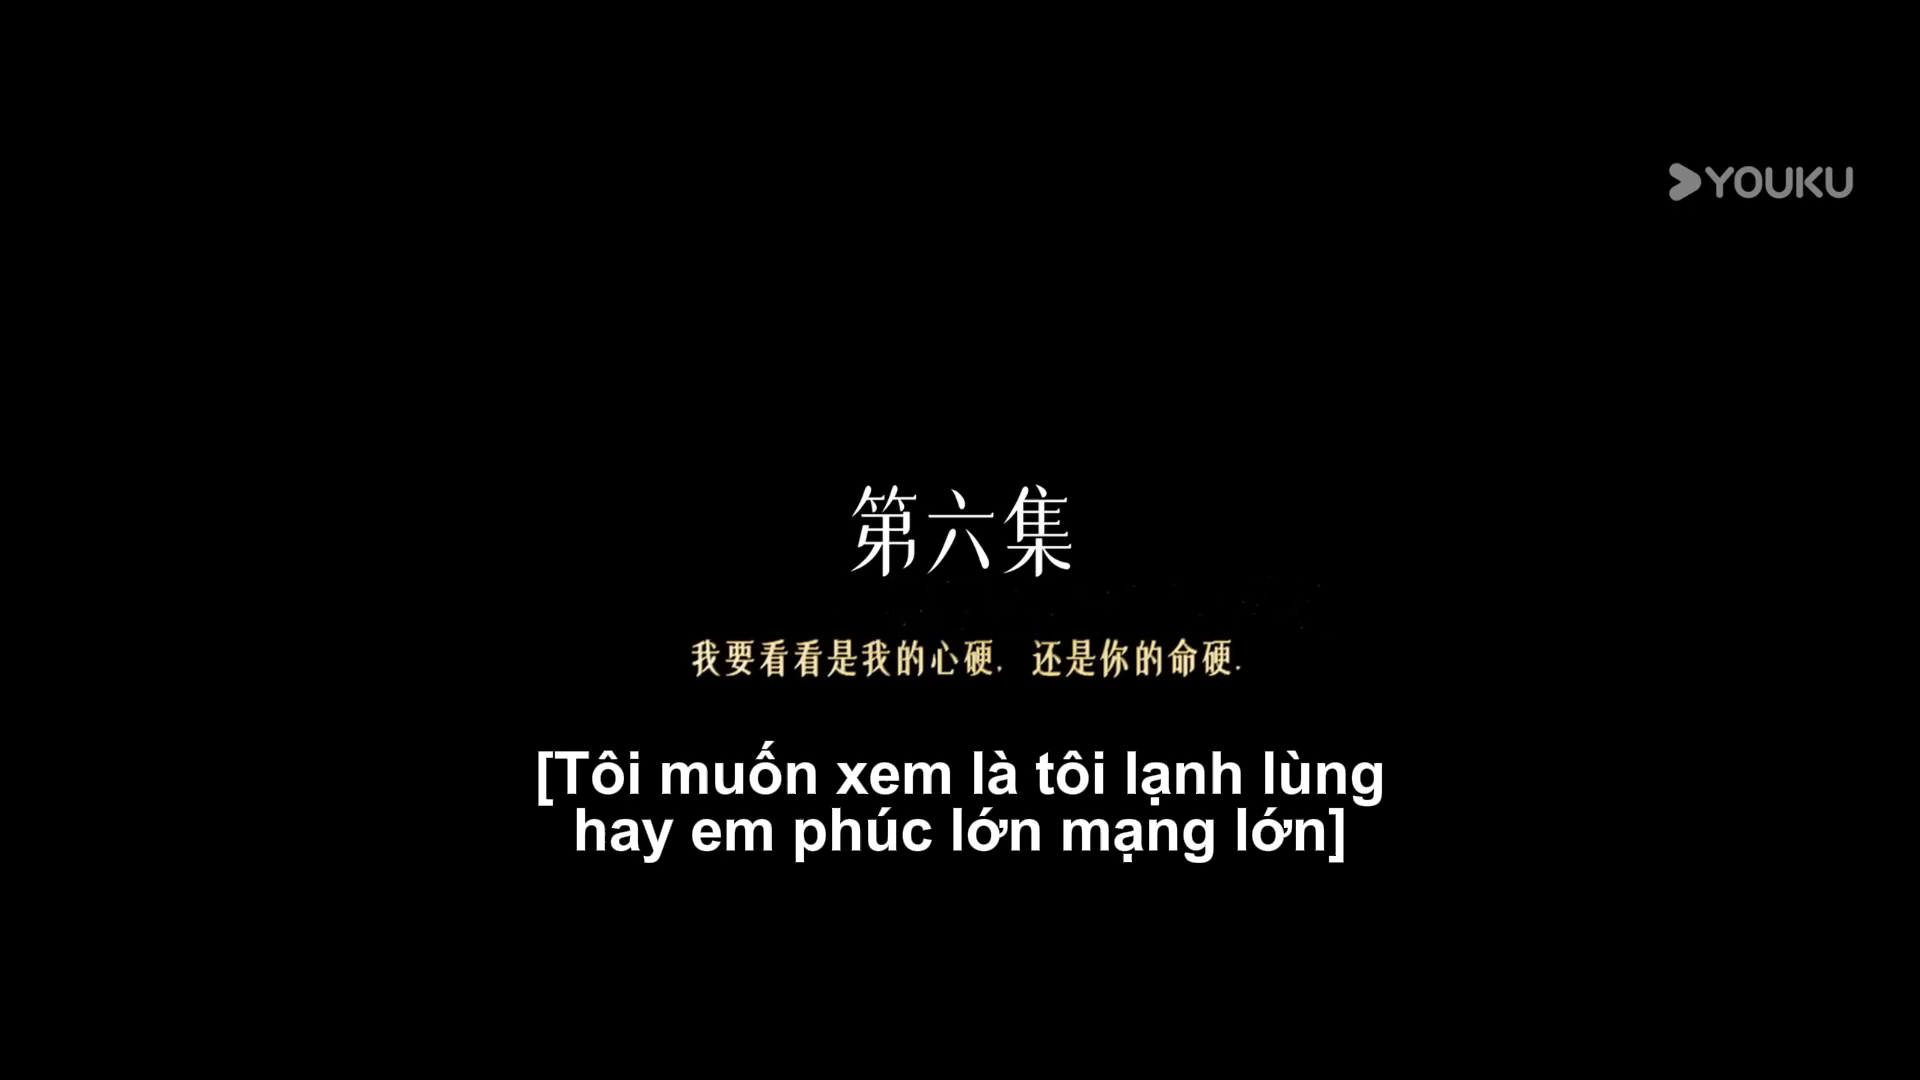 YOUKU
第六集
我要看看是我的心硬，还是你的命硬.
[Tôi muốn xem là tôi lạnh lùng
hay em phúc lớn mạng lớn]